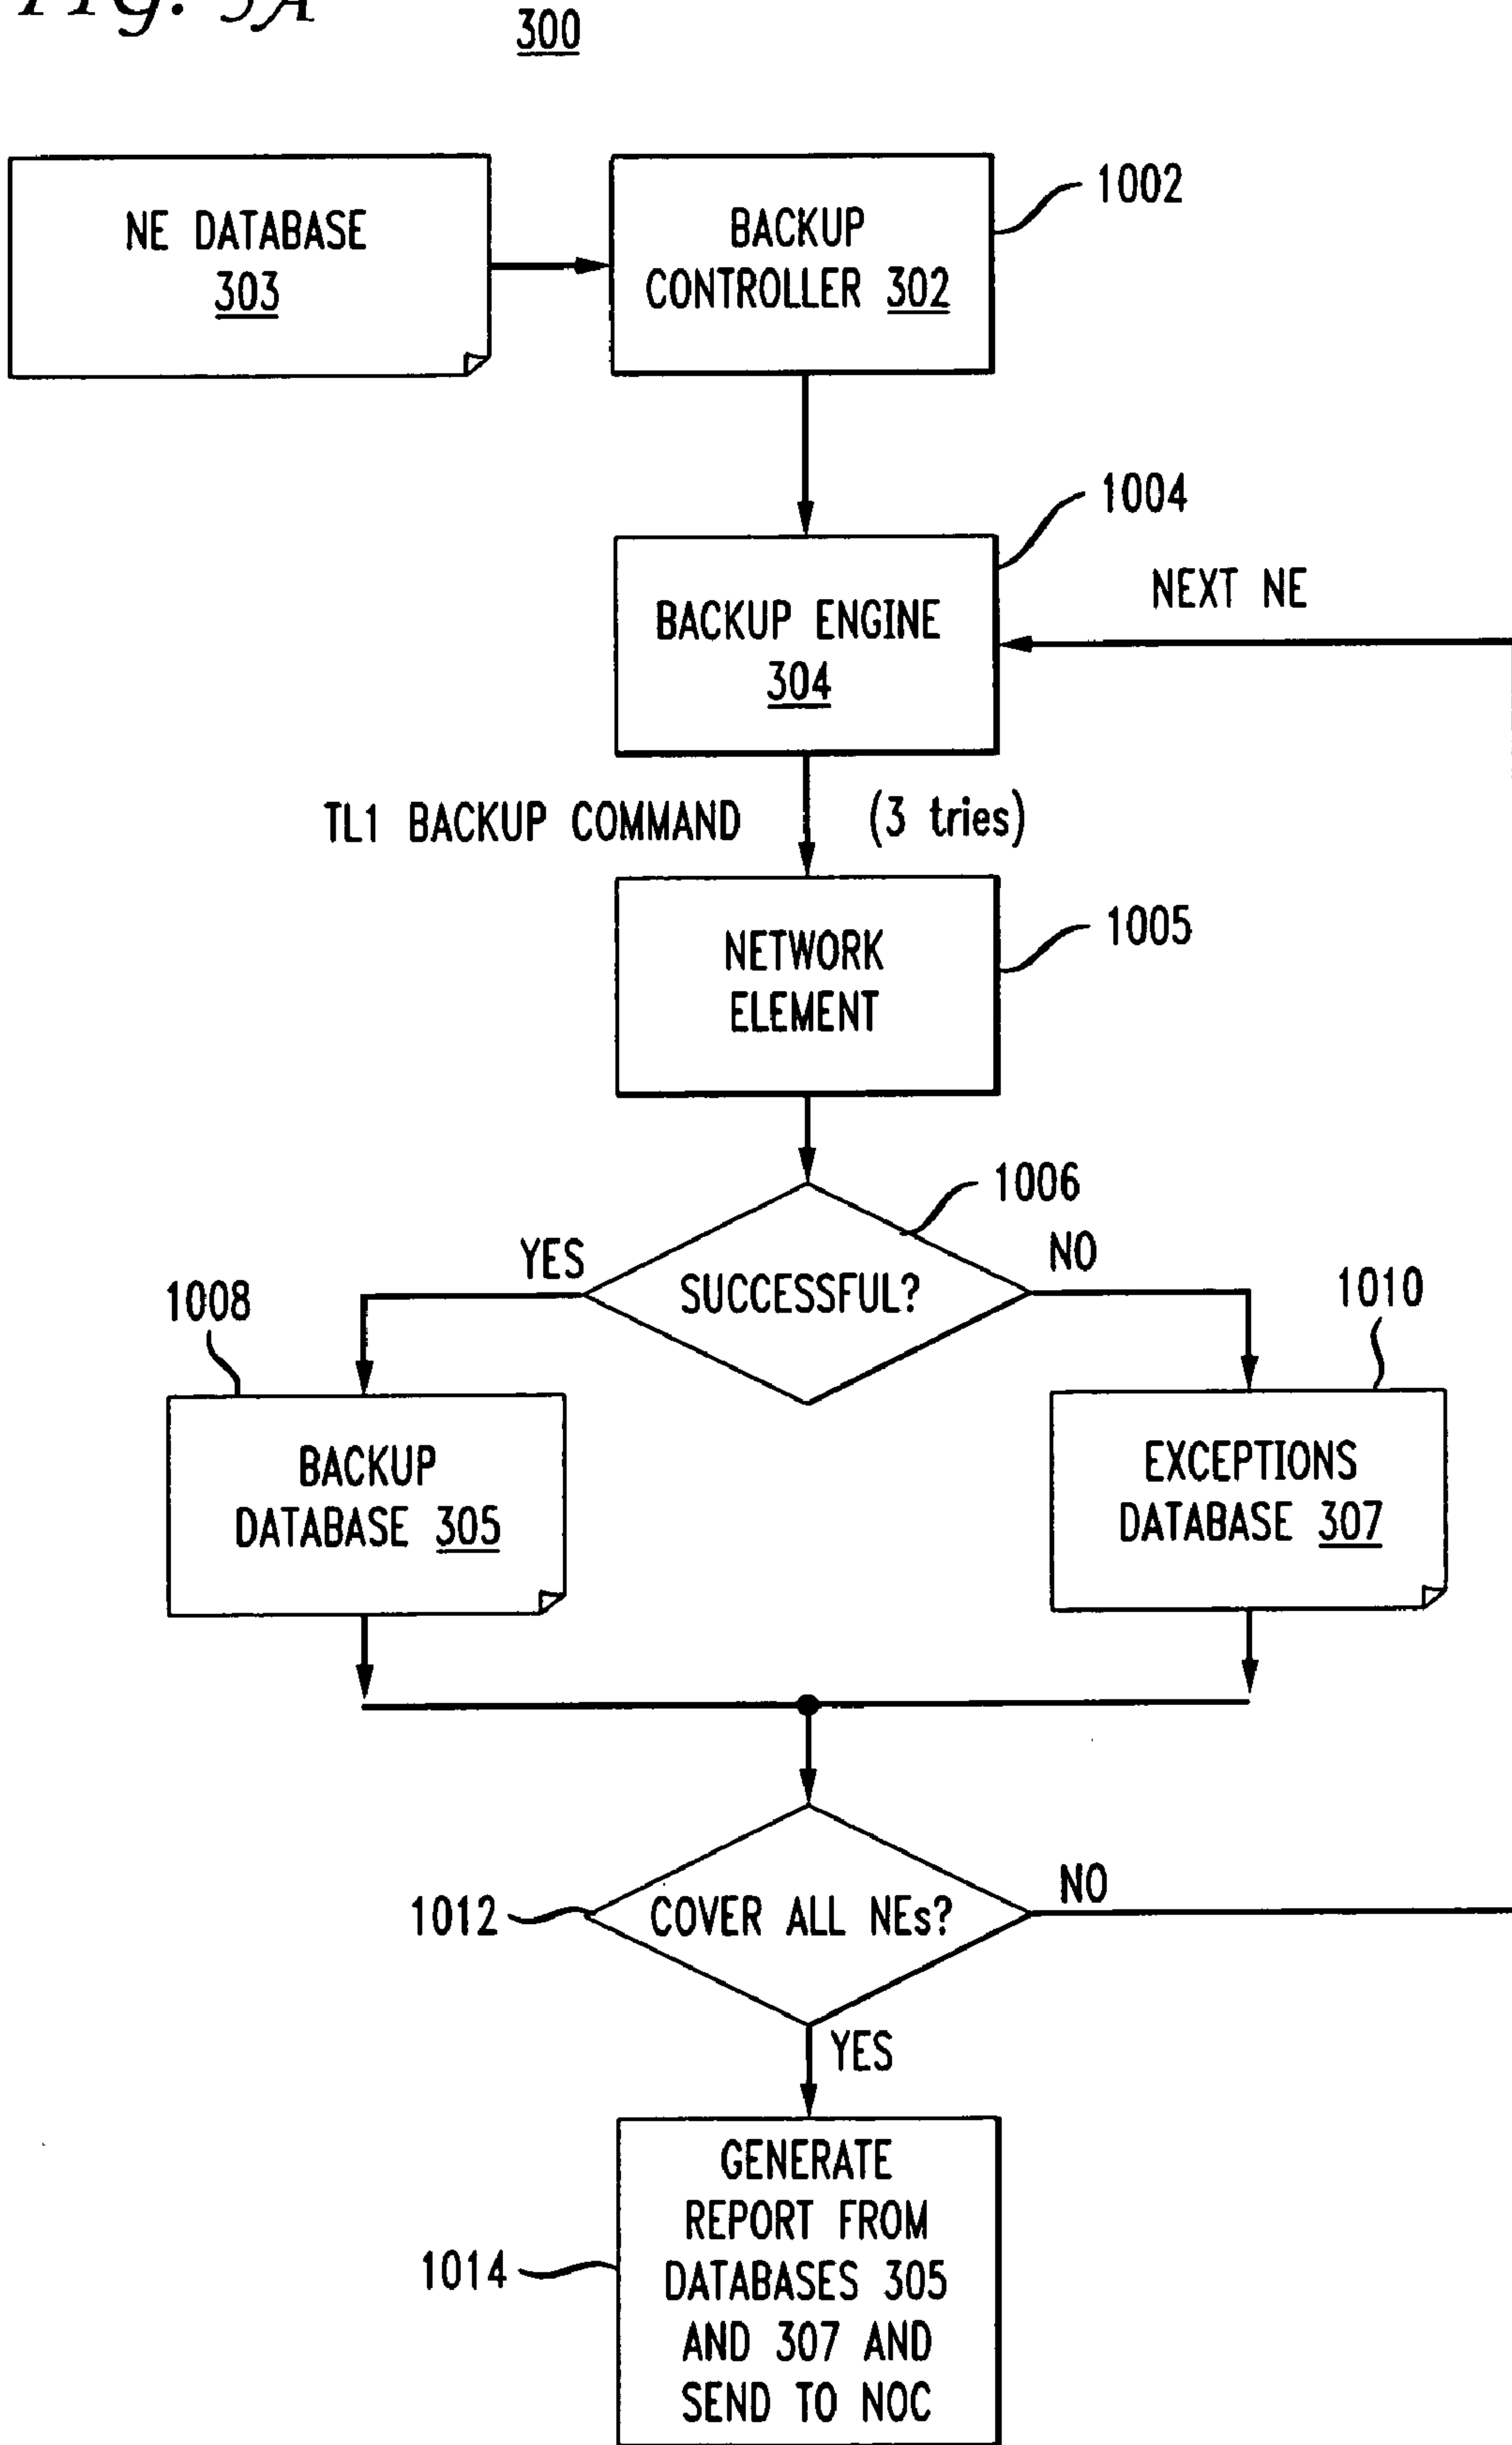 FIG. 3A
300
NE DATABASE
303
BACKUP
CONTROLLER 302
1002
1004
BACKUP ENGINE
304
NEXT NE
TL1 BACKUP COMMAND (3 tries)
NETWORK
ELEMENT
1005
1006
YES
SUCCESSFUL?
NO
1008
1010
BACKUP
DATABASE 305
EXCEPTIONS
DATABASE 307
1012
COVER ALL NEs?
NO
YES
GENERATE
REPORT FROM
DATABASES 305
AND 307 AND
SEND TO NOC
1014